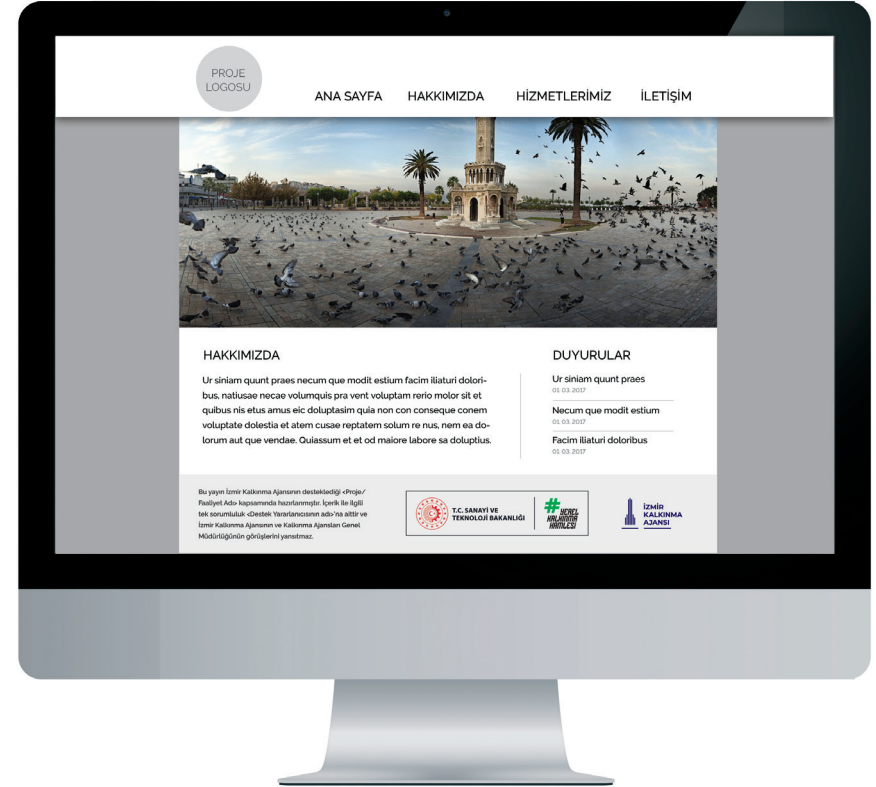 PROJE
LOGOSU
ANA SAYFA HAKKIMIZDA HİZMETLERİMİZ İLETİŞİM
HAKKIMIZDA
Ur siniam quunt praes necum que modit estium facim iliaturi dolori-
bus, natiusae necae volumquis pra vent voluptam rerio molor sit et
quibus nis etus amus eic doluptasim quia non con conseque conem
voluptate dolestia et atem cusae reptatem solum re nus, nem ea do-
lorum aut que vendae. Quiassum et et od maiore labore sa doluptius.
DUYURULAR
Ur siniam quunt praes
01. 03. 2017
Necum que modit estium
01. 03. 2017
Facim iliaturi doloribus
01. 03. 2017
Bu yayın İzmir Kalkınma Ajansının desteklediği <Proje/
Faaliyet Adı> kapsamında hazırlanmıştır. İçerik ile ilgili
tek sorumluluk <Destek Yararlanıcısının adı>'na aittir ve
İzmir Kalkınma Ajansının ve Kalkınma Ajansları Genel
Müdürlüğünün görüşlerini yansıtmaz.
T.C. SANAYİ VE
TEKNOLOJİ BAKANLIĞI
# YEREL
KALKINMA
HAMLESİ
İZMİR
KALKINMA
AJANSI